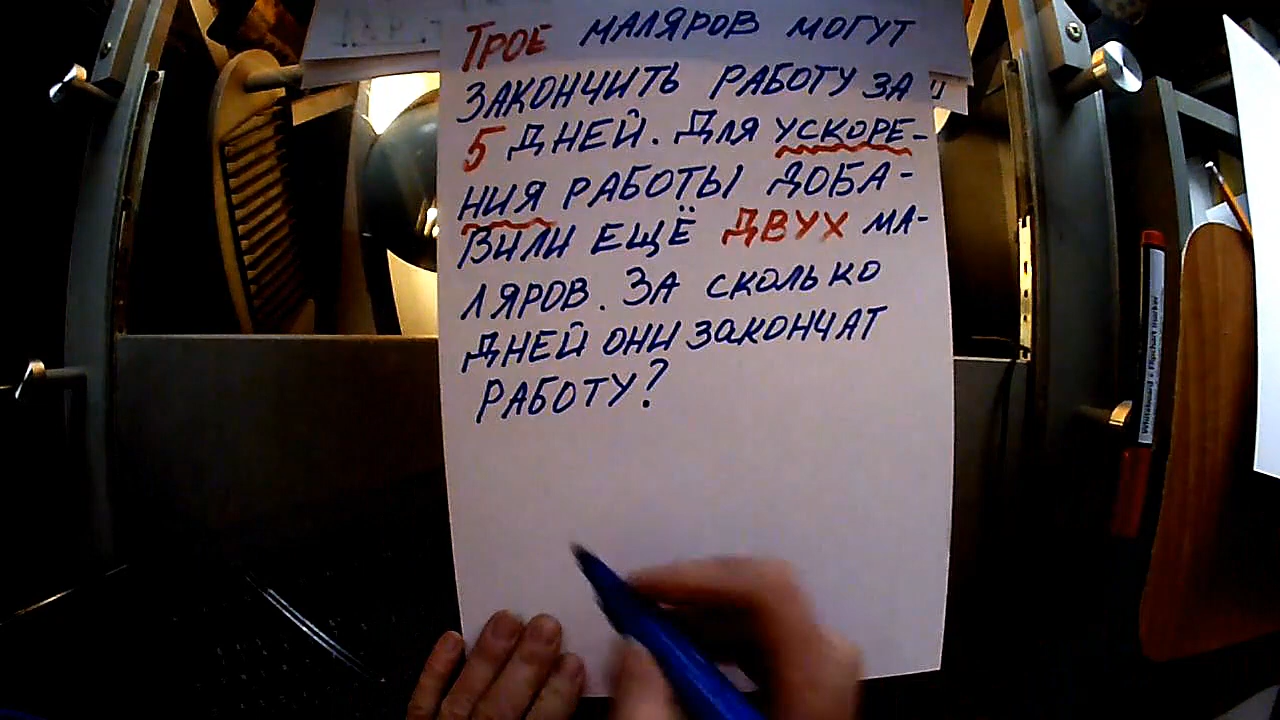 ТРОЕ МАЛЯРОВ МОГУТ
ЗАКОНЧИТЬ РАБОТУ ЗА
5 ДНЕЙ. ДЛЯ УСКОРЕ-
НИЯ РАБОТЫ ДОБА-
ВИЛИ ЕЩЁ ДВУХ МА-
ЛЯРОВ. ЗА СКОЛЬКО
ДНЕЙ ОНИ ЗАКОНЧАТ
РАБОТУ?